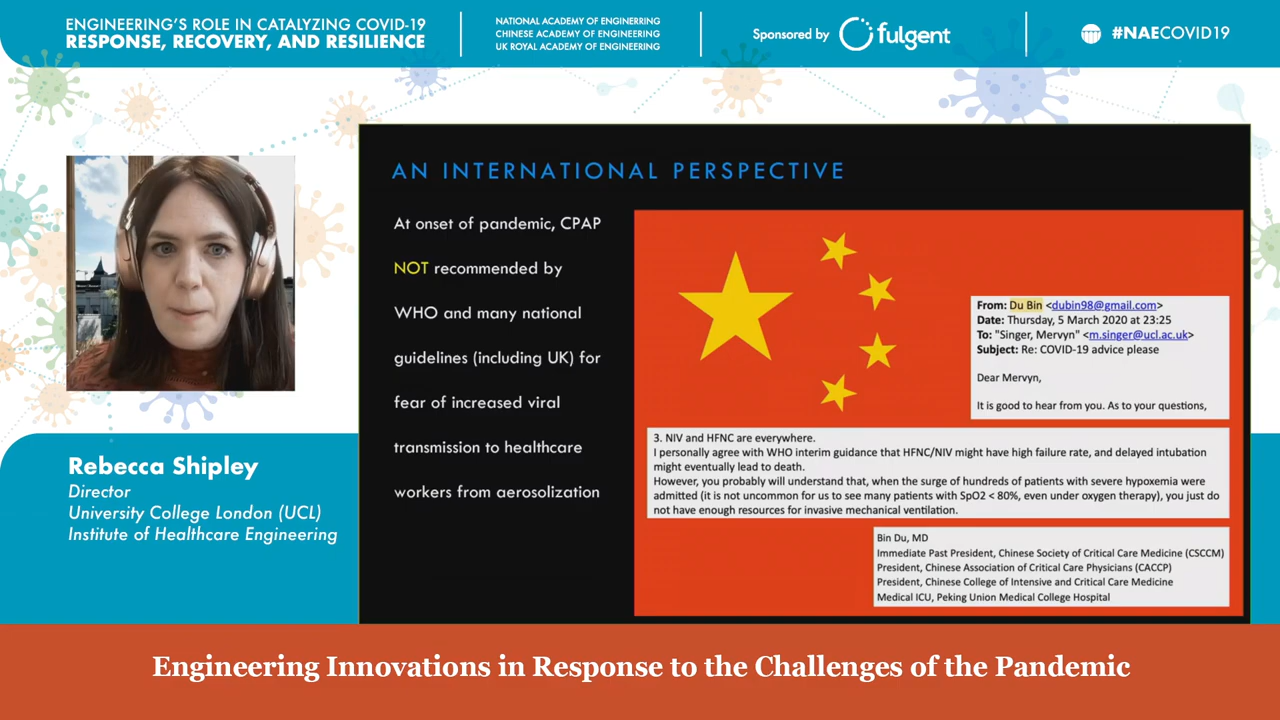 ENGINEERING'S ROLE IN CATALYZING COVID-19
RESPONSE, RECOVERY, AND RESILIENCE
NATIONAL ACADEMY OF ENGINERRING
CHINESE ACADEMY OF ENGINEERING
UK ROYAL ACADEMY OF ENGINEERING
Sponsored by fulgent
#NAECOVID19
AN INTERNATIONAL PERSPECTIVE
At onset of pandemic, CPAP
NOT recommended by
WHO and many national
guidelines (including UK) for
fear of increased viral
transmission to healthcare
workers from aerosolization
From: Du Bin <dubin98@gmail.com>
Date: Thursday, 5 March 2020 at 23:25
To: "Singer, Mervyn" <m.singer@ucl.ac.uk>
Subject: Re: COVID-19 advice please
Dear Mervyn,
It is good to hear from you. As to your questions,
3. NIV and HFNC are everywhere.
I personally agree with WHO interim guidance that HFNC/NIV might have high failure rate, and delayed intubation
might eventually lead to death.
However, you probably will understand that, when the surge of hundreds of patients with severe hypoxemia were
admitted (it is not uncommon for us to see many patients with SpO2 < 80%, even under oxygen therapy), you just do
not have enough resources for invasive mechanical ventilation.
Bin Du, MD
Immediate Past President, Chinese Society of Critical Care Medicine (CSCCM)
President, Chinese Association of Critical Care Physicians (CACCP)
President, Chinese College of Intensive and Critical Care Medicine
Medical ICU, Peking Union Medical College Hospital
Rebecca Shipley
Director
University College London (UCL)
Institute of Healthcare Engineering
Engineering Innovations in Response to the Challenges of the Pandemic